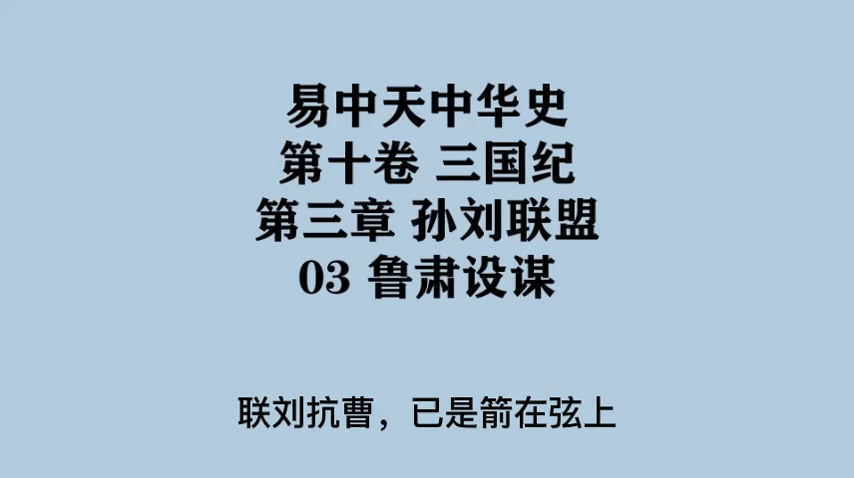 易中天中华史
第十卷 三国纪
第三章 孙刘联盟
03 鲁肃设谋
联刘抗曹，已是箭在弦上